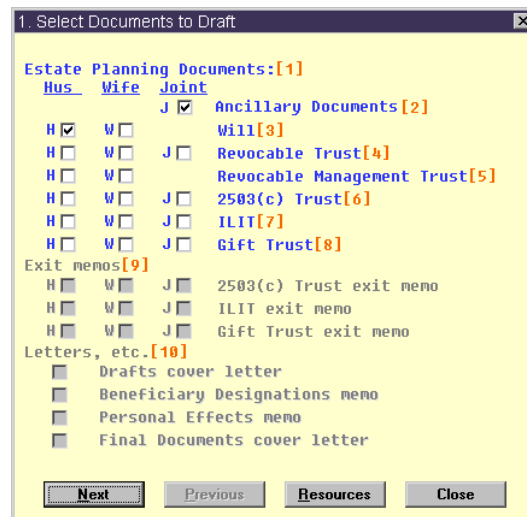 1. Select Documents to Draft
Estate Planning Documents:[1]
Hus Wife Joint
J Ancillary Documents[2]
H W Will[3]
H W J Revocable Trust[4]
H W Revocable Management Trust[5]
H W J 2503(c) Trust[6]
H W J ILIT[7]
H W J Gift Trust[8]
Exit memos[9]
H W J 2503(c) Trust exit memo
H W J ILIT exit memo
H W J Gift Trust exit memo
Letters, etc.[10]
Drafts cover letter
Beneficiary Designations memo
Personal Effects memo
Final Documents cover letter
Next Previous Resources Close